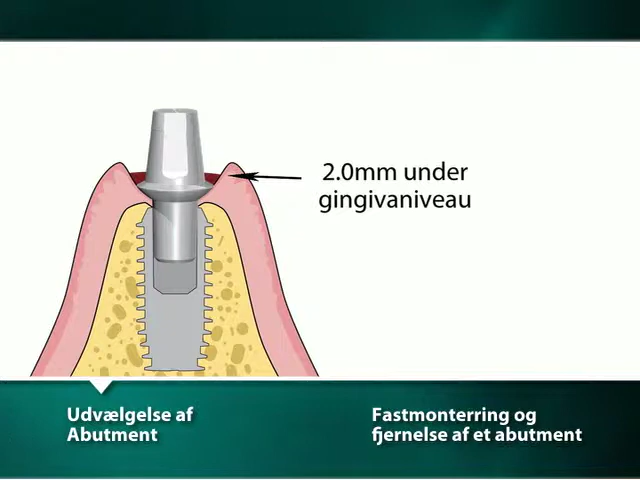 2.0mm under
gingivaniveau
Udvælgelse af
Abutment
Fastmonterring og
fjernelse af et abutment